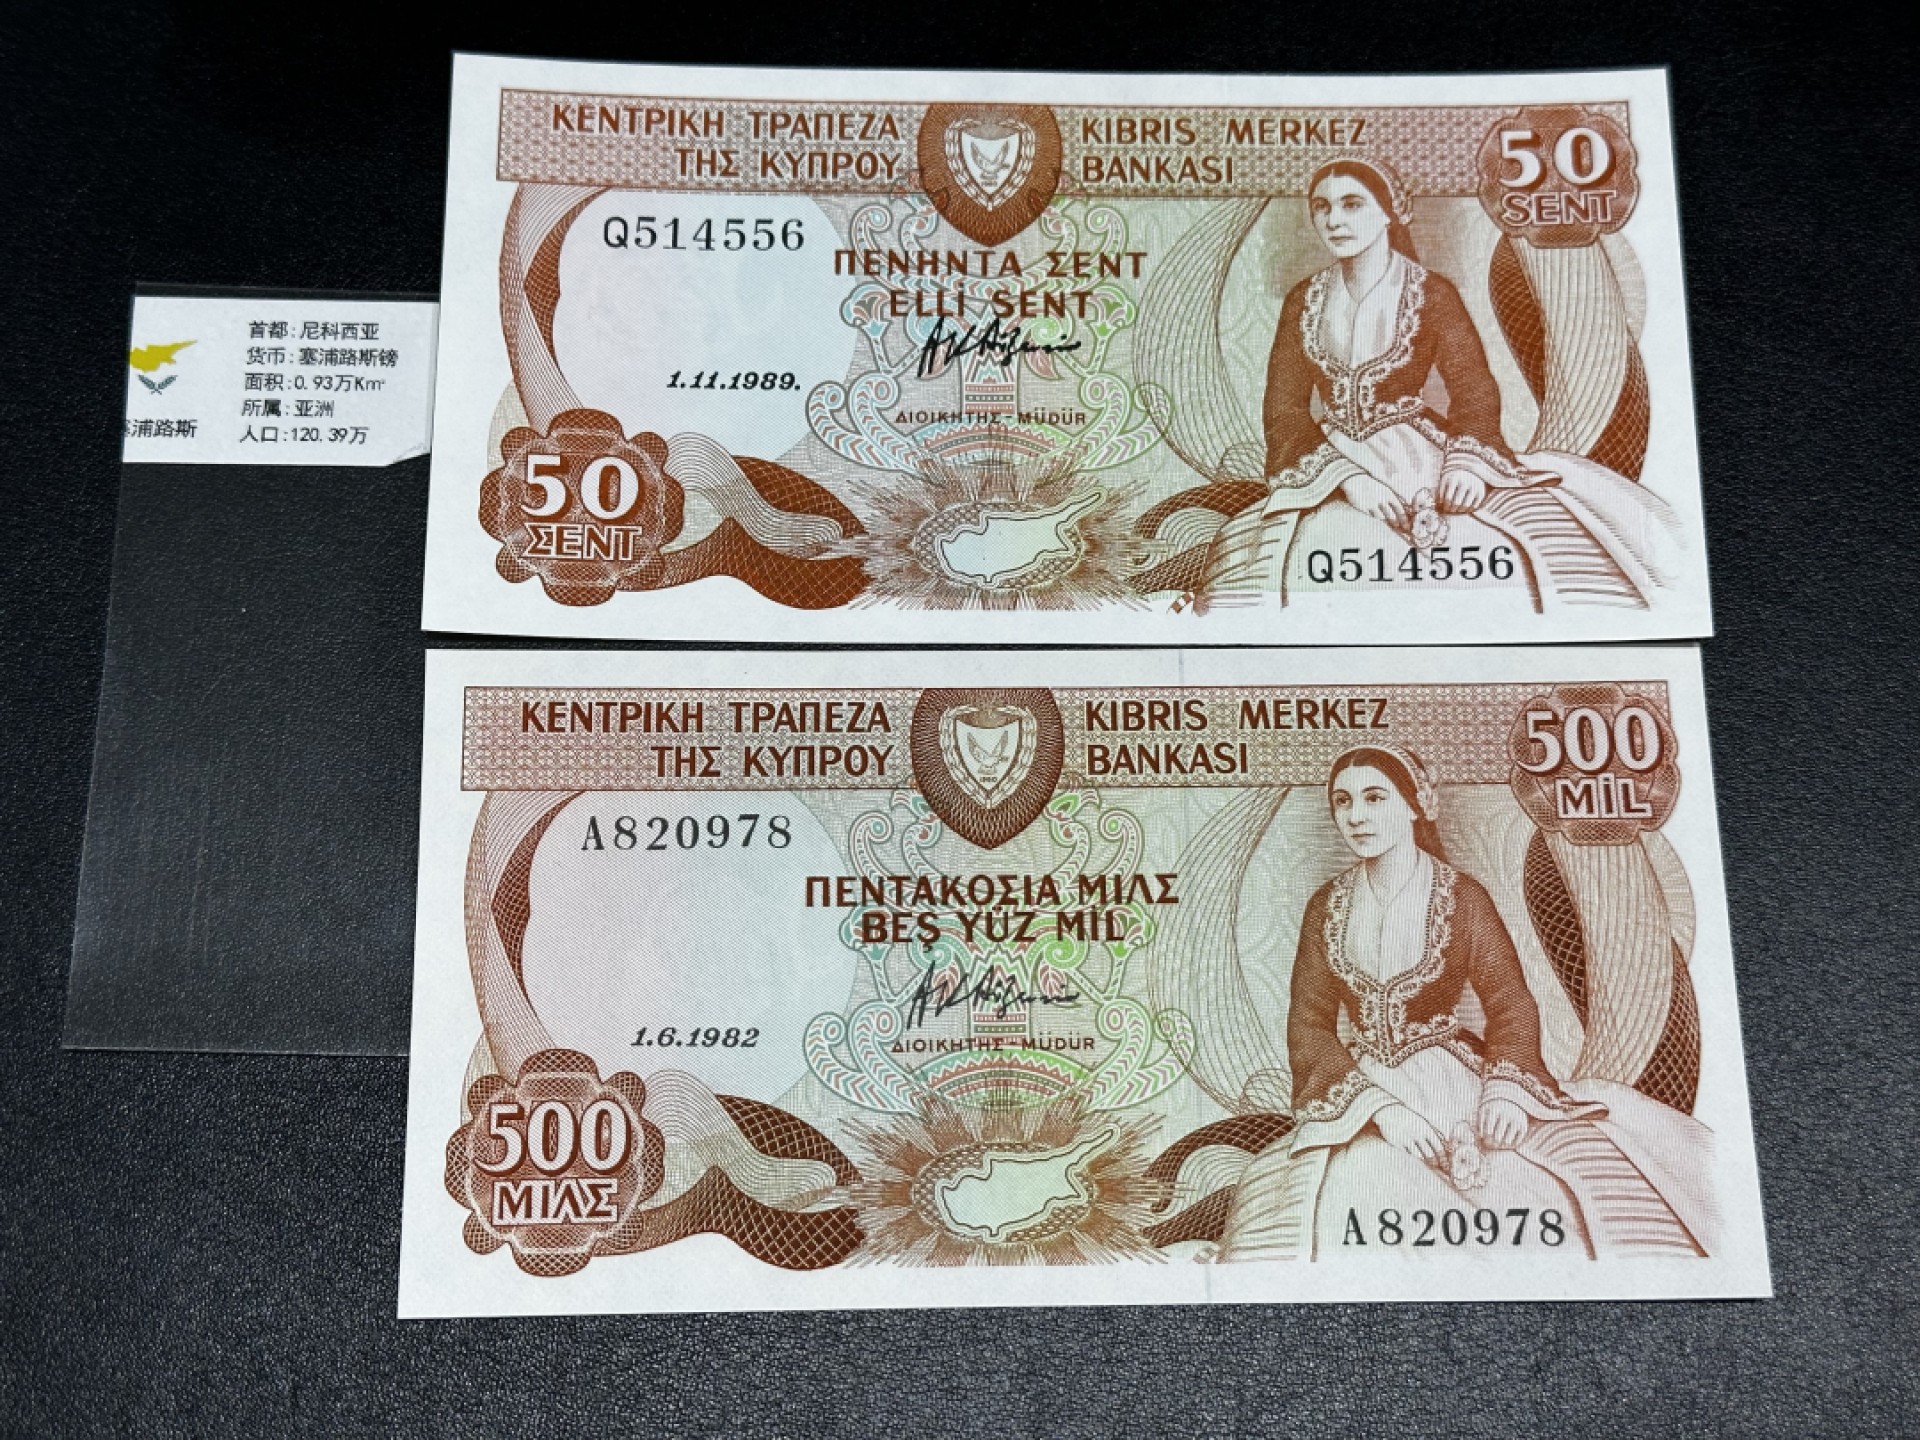 首都:尼科西亚
货币:塞浦路斯镑
面积:0.93万Km²
所属:亚洲
浦路斯
人口:120.39万
ΚΕΝΤΡΙΚΗ ΤΡΑΠΕΖΑ
ΤΗΣ ΚΥΠΡΟΥ
KIBRIS MERKEZ
BANKASI
50
SENT
Q514556
ΠΕΝΗΝΤΑ ΣΕΝΤ
ELLİ SENT
1.11.1989.
ΔΙΟΙΚΗΤΗΣ-MÜDÜR
50
ΣΕΝΤ
Q514556
ΚΕΝΤΡΙΚΗ ΤΡΑΠΕΖΑ
ΤΗΣ ΚΥΠΡΟΥ
KIBRIS MERKEZ
BANKASI
500
MİL
A820978
ΠΕΝΤΑΚΟΣΙΑ ΜΙΛΣ
BEŞ YÜZ MİL
1.6.1982
ΔΙΟΙΚΗΤΗΣ MÜDÜR
500
ΜΙΛΣ
A820978